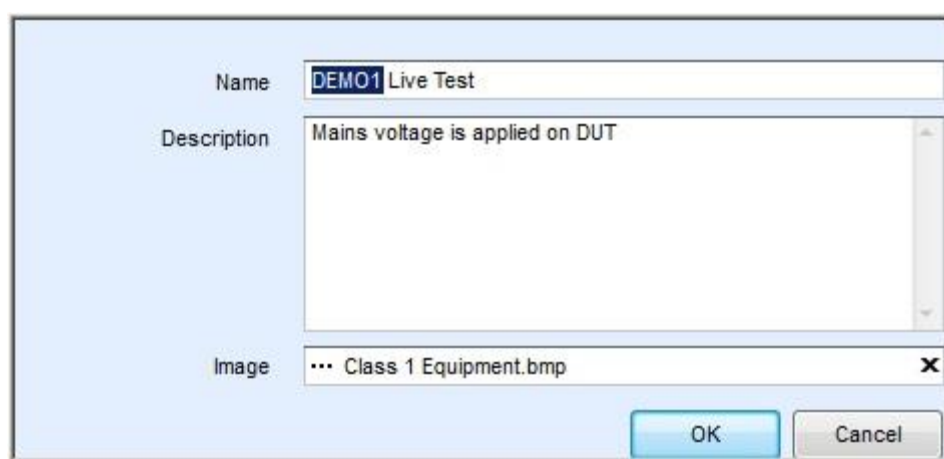 Name
DEMO1 Live Test
Description
Mains voltage is applied on DUT
Image
··· Class 1 Equipment.bmp x
OK
Cancel